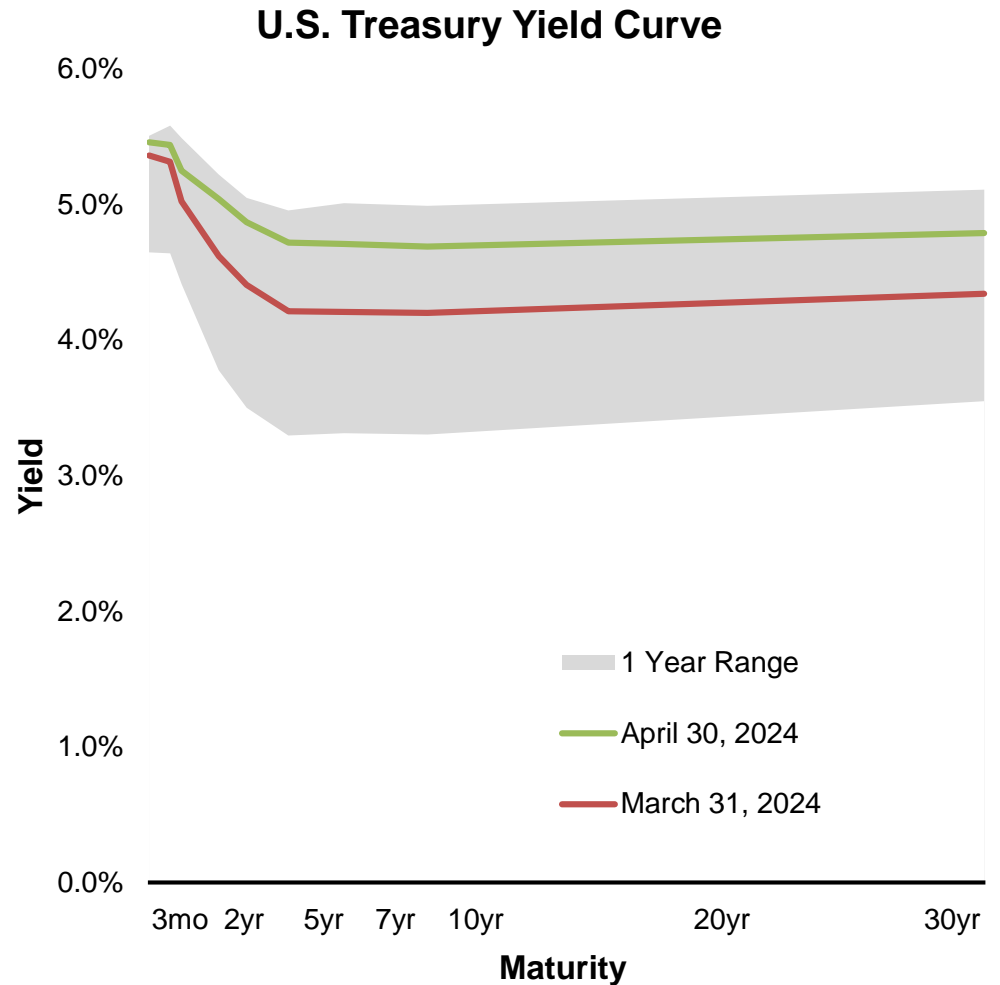 U.S. Treasury Yield Curve
6.0%
5.0%
4.0%
3.0%
2.0%
1.0%
0.0%
Yield
1 Year Range
April 30, 2024
March 31, 2024
3mo 2yr 5yr 7yr 10yr 20yr 30yr
Maturity